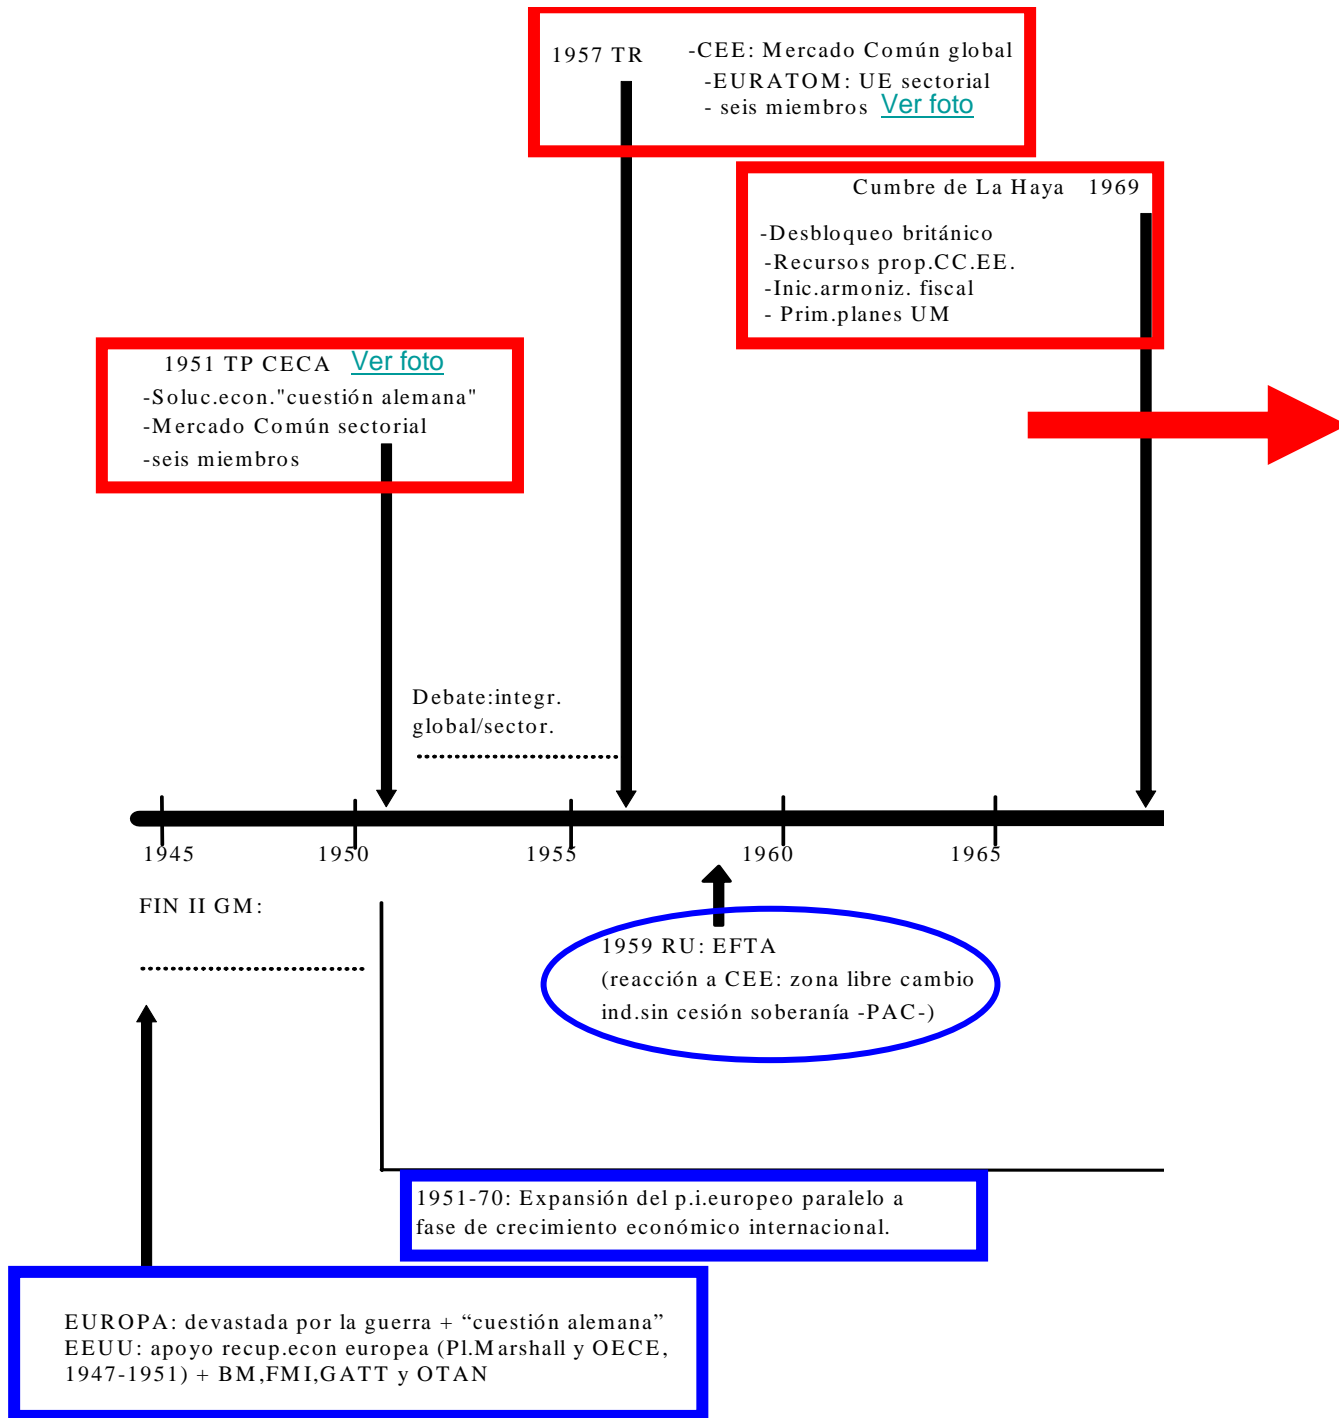 1957 TR
-CEE: Mercado Común global
-EURATOM: UE sectorial
- seis miembros Ver foto
Cumbre de La Haya 1969
-Desbloqueo británico
-Recursos prop.CC.EE.
-Inic.armoniz. fiscal
- Prim.planes UM
1951 TP CECA Ver foto
-Soluc.econ."cuestión alemana"
-Mercado Común sectorial
-seis miembros
Debate:integr.
global/sector.
1945 1950 1955 1960 1965
FIN II GM:
1959 RU: EFTA
(reacción a CEE: zona libre cambio
ind.sin cesión soberanía -PAC-)
1951-70: Expansión del p.i.europeo paralelo a
fase de crecimiento económico internacional.
EUROPA: devastada por la guerra + “cuestión alemana”
EEUU: apoyo recup.econ europea (Pl.Marshall y OECE,
1947-1951) + BM,FMI,GATT y OTAN